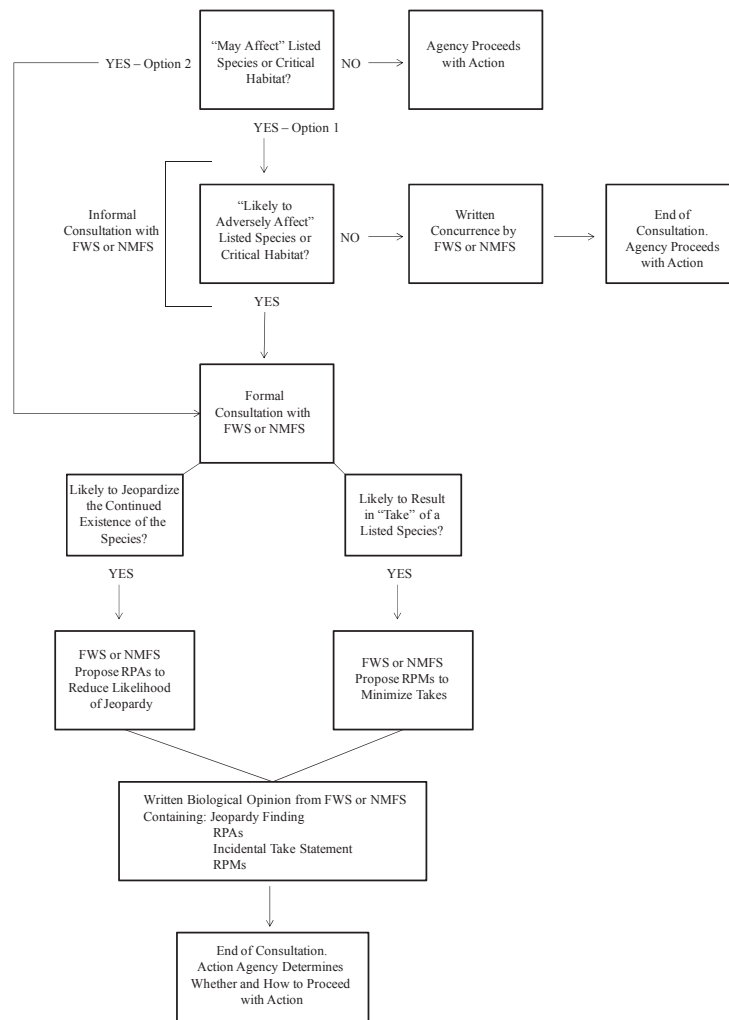 “May Affect” Listed
Species or Critical
Habitat?
NO
Agency Proceeds
with Action
YES – Option 2
YES – Option 1
Informal
Consultation with
FWS or NMFS
“Likely to
Adversely Affect”
Listed Species or
Critical Habitat?
NO
Written
Concurrence by
FWS or NMFS
End of
Consultation.
Agency Proceeds
with Action
YES
Formal
Consultation with
FWS or NMFS
Likely to Jeopardize
the Continued
Existence of the
Species?
Likely to Result
in “Take” of a
Listed Species?
YES
YES
FWS or NMFS
Propose RPAs to
Reduce Likelihood
of Jeopardy
FWS or NMFS
Propose RPMs to
Minimize Takes
Written Biological Opinion from FWS or NMFS
Containing: Jeopardy Finding
RPAs
Incidental Take Statement
RPMs
End of Consultation.
Action Agency Determines
Whether and How to Proceed
with Action